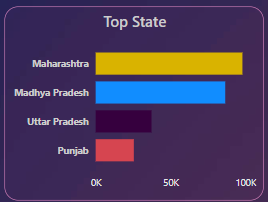 Top State
Maharashtra
Madhya Pradesh
Uttar Pradesh
Punjab
0K 50K 100K